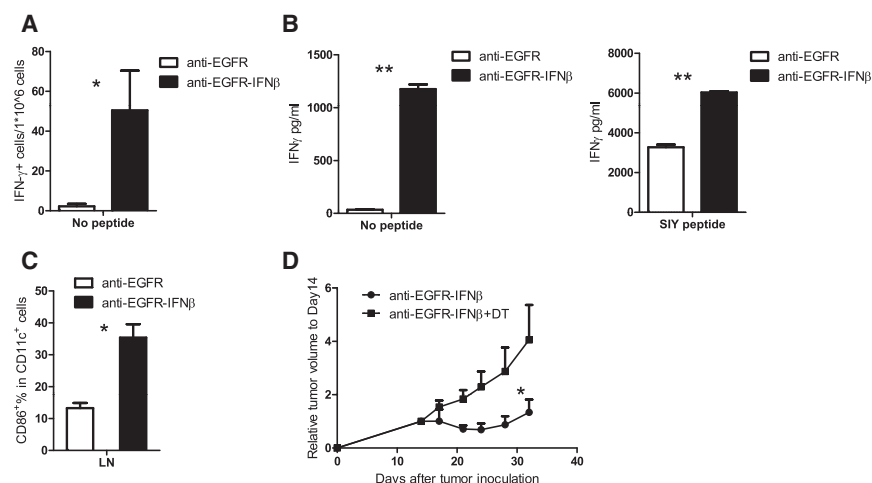 A
anti-EGFR
anti-EGFR-IFNβ
IFN-γ+ cells/1*10^6 cells
80
60
40
20
0
*
No peptide
B
anti-EGFR
anti-EGFR-IFNβ
IFNγ pg/ml
1500
1000
500
0
**
No peptide
anti-EGFR
anti-EGFR-IFNβ
IFNγ pg/ml
8000
6000
4000
2000
0
**
SIY peptide
C
anti-EGFR
anti-EGFR-IFNβ
CD86+% in CD11c+ cells
50
40
30
20
10
0
*
LN
D
anti-EGFR-IFNβ
anti-EGFR-IFNβ+DT
Relative tumor volume to Day14
6
4
2
0
*
0 10 20 30 40
Days after tumor inoculation